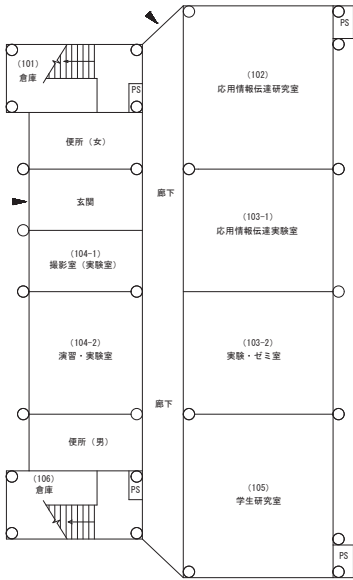 PS
(101)
倉庫
(102)
応用情報伝達研究室
PS
便所（女）
玄関
廊下
(103-1)
応用情報伝達実験室
(104-1)
撮影室（実験室）
(104-2)
演習・実験室
(103-2)
実験・ゼミ室
廊下
便所（男）
(106)
倉庫
PS
(105)
学生研究室
PS